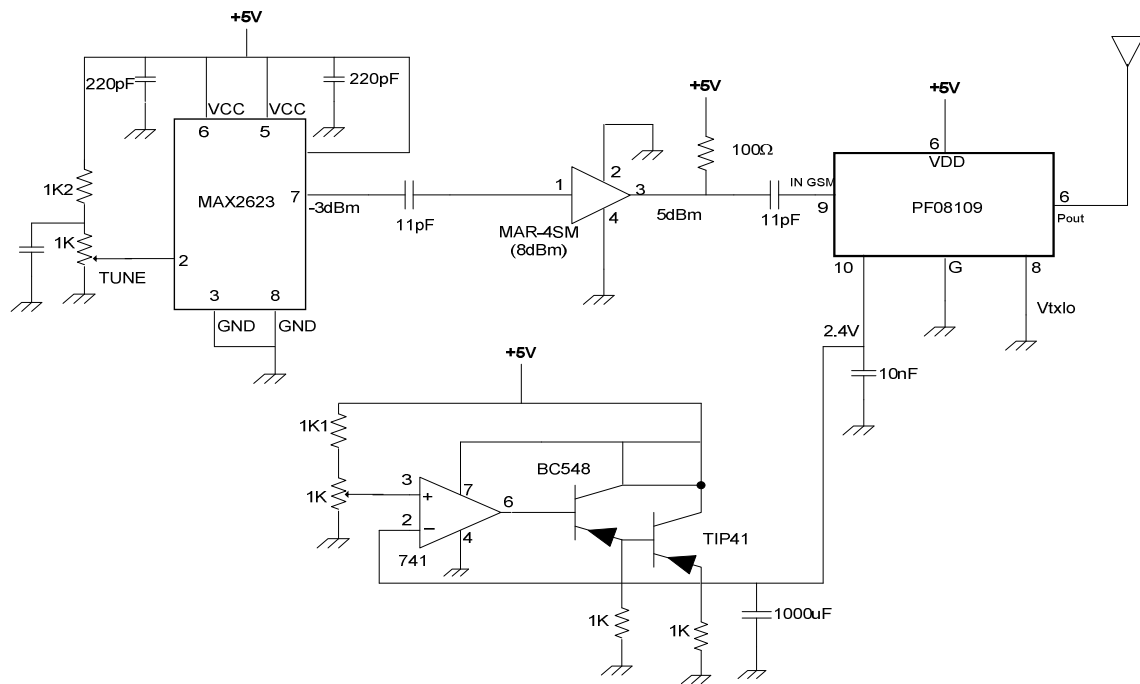 +5V
220pF
220pF
VCC
VCC
6
5
+5V
+5V
2
100Ω
6
VDD
1K2
MAX2623
7
-3dBm
11pF
1
3
5dBm
11pF
IN GSM
9
PF08109
6
Pout
4
MAR-4SM
(8dBm)
1K
2
TUNE
10
G
8
3
8
GND
GND
Vtxlo
2.4V
10nF
+5V
1K1
BC548
3
7
1K
+
6
2
−
4
741
TIP41
1K
1K
1000uF